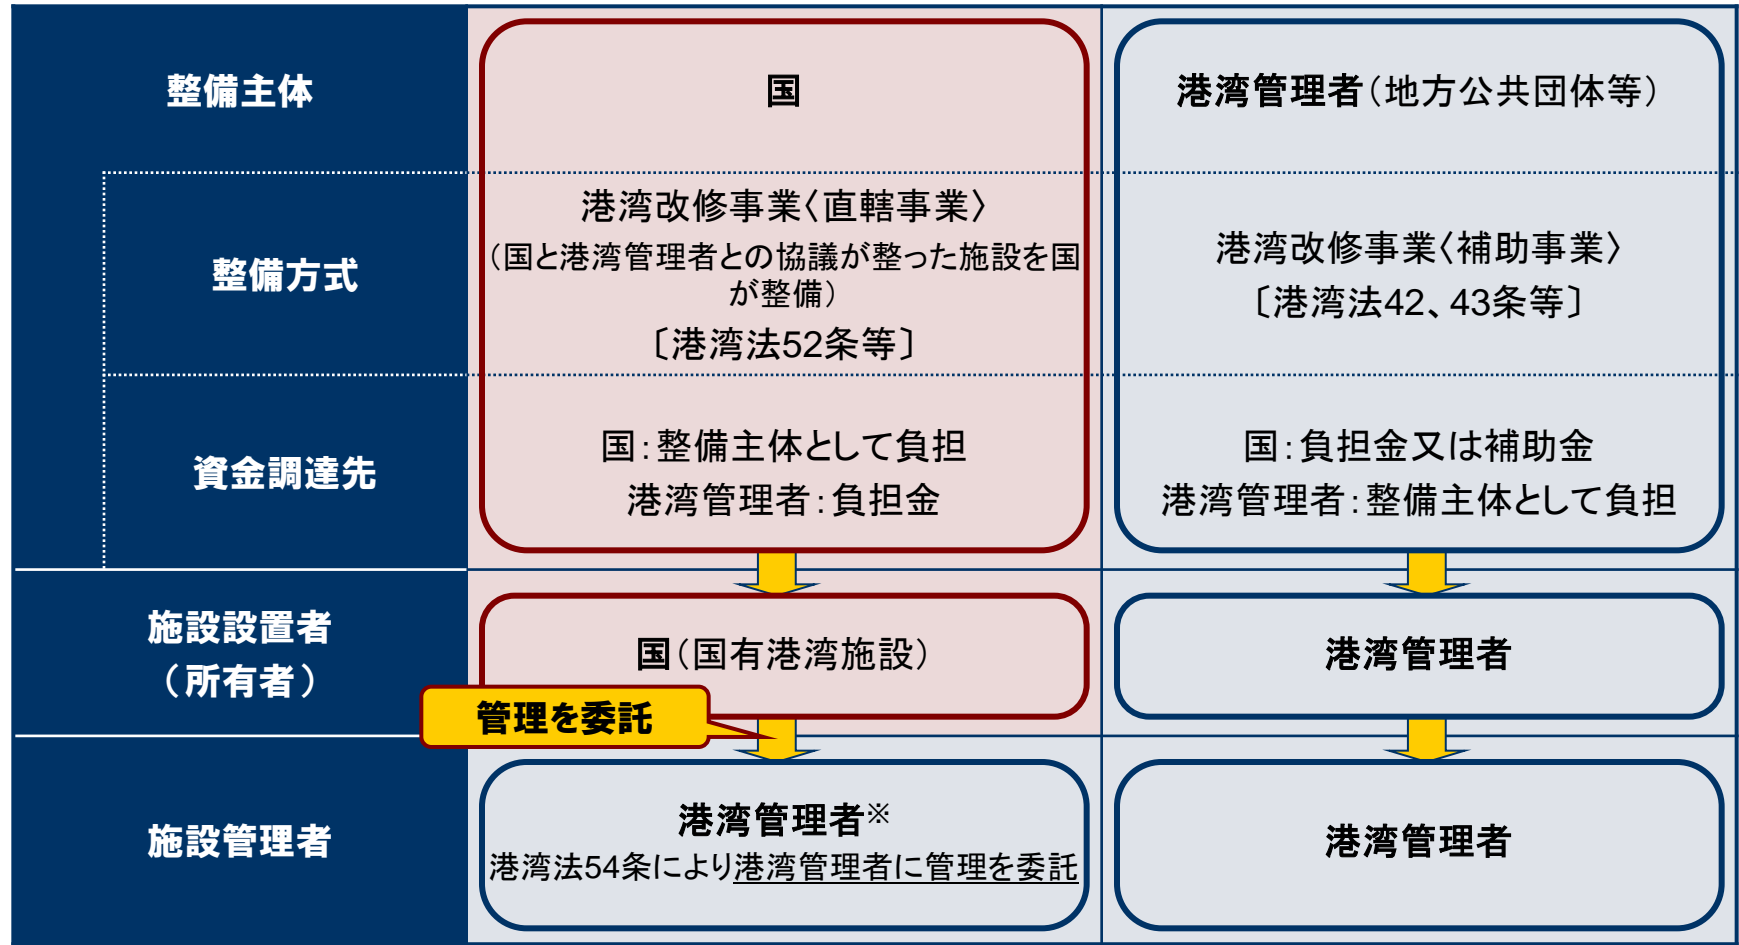 整備主体
国
港湾管理者（地方公共団体等）
整備方式
港湾改修事業〈直轄事業〉
（国と港湾管理者との協議が整った施設を国
が整備）
〔港湾法52条等〕
港湾改修事業〈補助事業〉
〔港湾法42、43条等〕
資金調達先
国：整備主体として負担
港湾管理者：負担金
国：負担金又は補助金
港湾管理者：整備主体として負担
施設設置者
（所有者）
国（国有港湾施設）
港湾管理者
管理を委託
施設管理者
港湾管理者※
港湾法54条により港湾管理者に管理を委託
港湾管理者